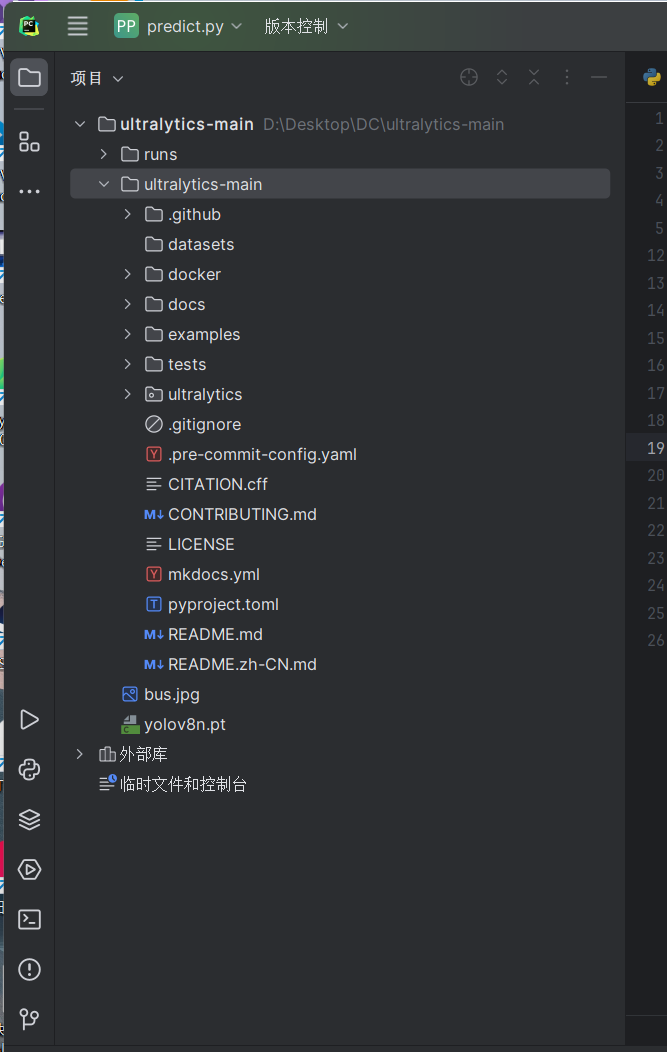 PC PP predict.py 版本控制
项目
ultralytics-main D:\Desktop\DC\ultralytics-main
runs
ultralytics-main
.github
datasets
docker
docs
examples
tests
ultralytics
.gitignore
Y .pre-commit-config.yaml
CITATION.cff
M↓ CONTRIBUTING.md
LICENSE
Y mkdocs.yml
T pyproject.toml
M↓ README.md
M↓ README.zh-CN.md
bus.jpg
C yolov8n.pt
外部库
临时文件和控制台
1
2
3
4
5
12
13
14
15
16
17
18
19
20
21
22
23
24
25
26